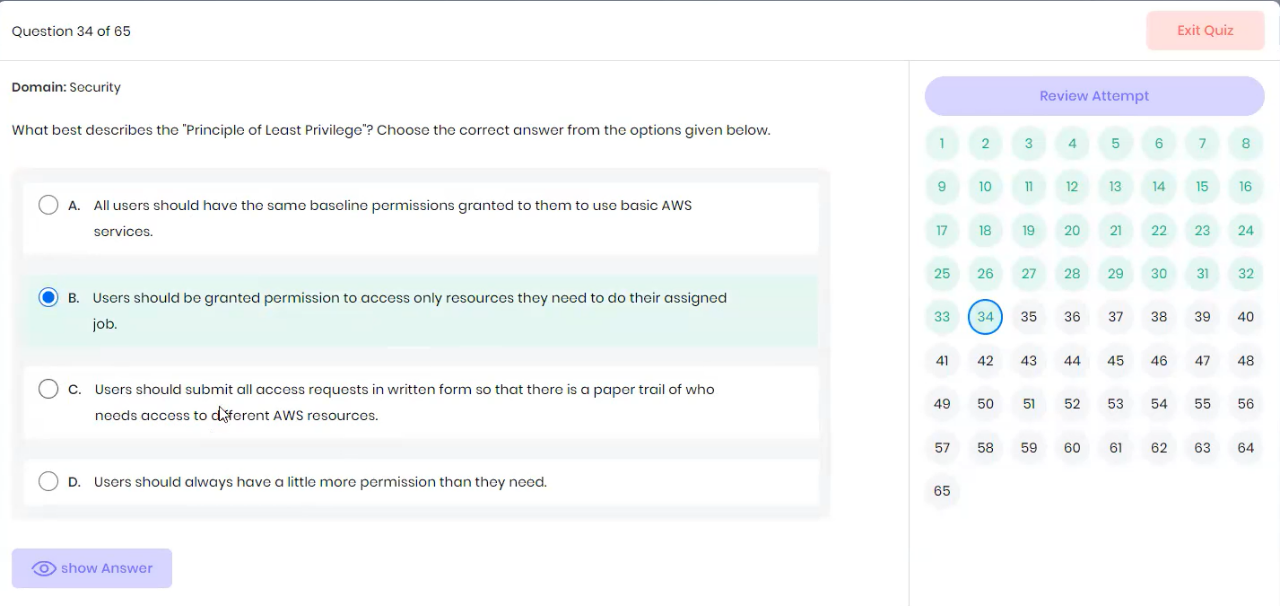 Question 34 of 65
Exit Quiz
Domain: Security
What best describes the "Principle of Least Privilege"? Choose the correct answer from the options given below.
A. All users should have the same baseline permissions granted to them to use basic AWS
services.
B. Users should be granted permission to access only resources they need to do their assigned
job.
C. Users should submit all access requests in written form so that there is a paper trail of who
needs access to different AWS resources.
D. Users should always have a little more permission than they need.
show Answer
Review Attempt
1 2 3 4 5 6 7 8
9 10 11 12 13 14 15 16
17 18 19 20 21 22 23 24
25 26 27 28 29 30 31 32
33 34 35 36 37 38 39 40
41 42 43 44 45 46 47 48
49 50 51 52 53 54 55 56
57 58 59 60 61 62 63 64
65